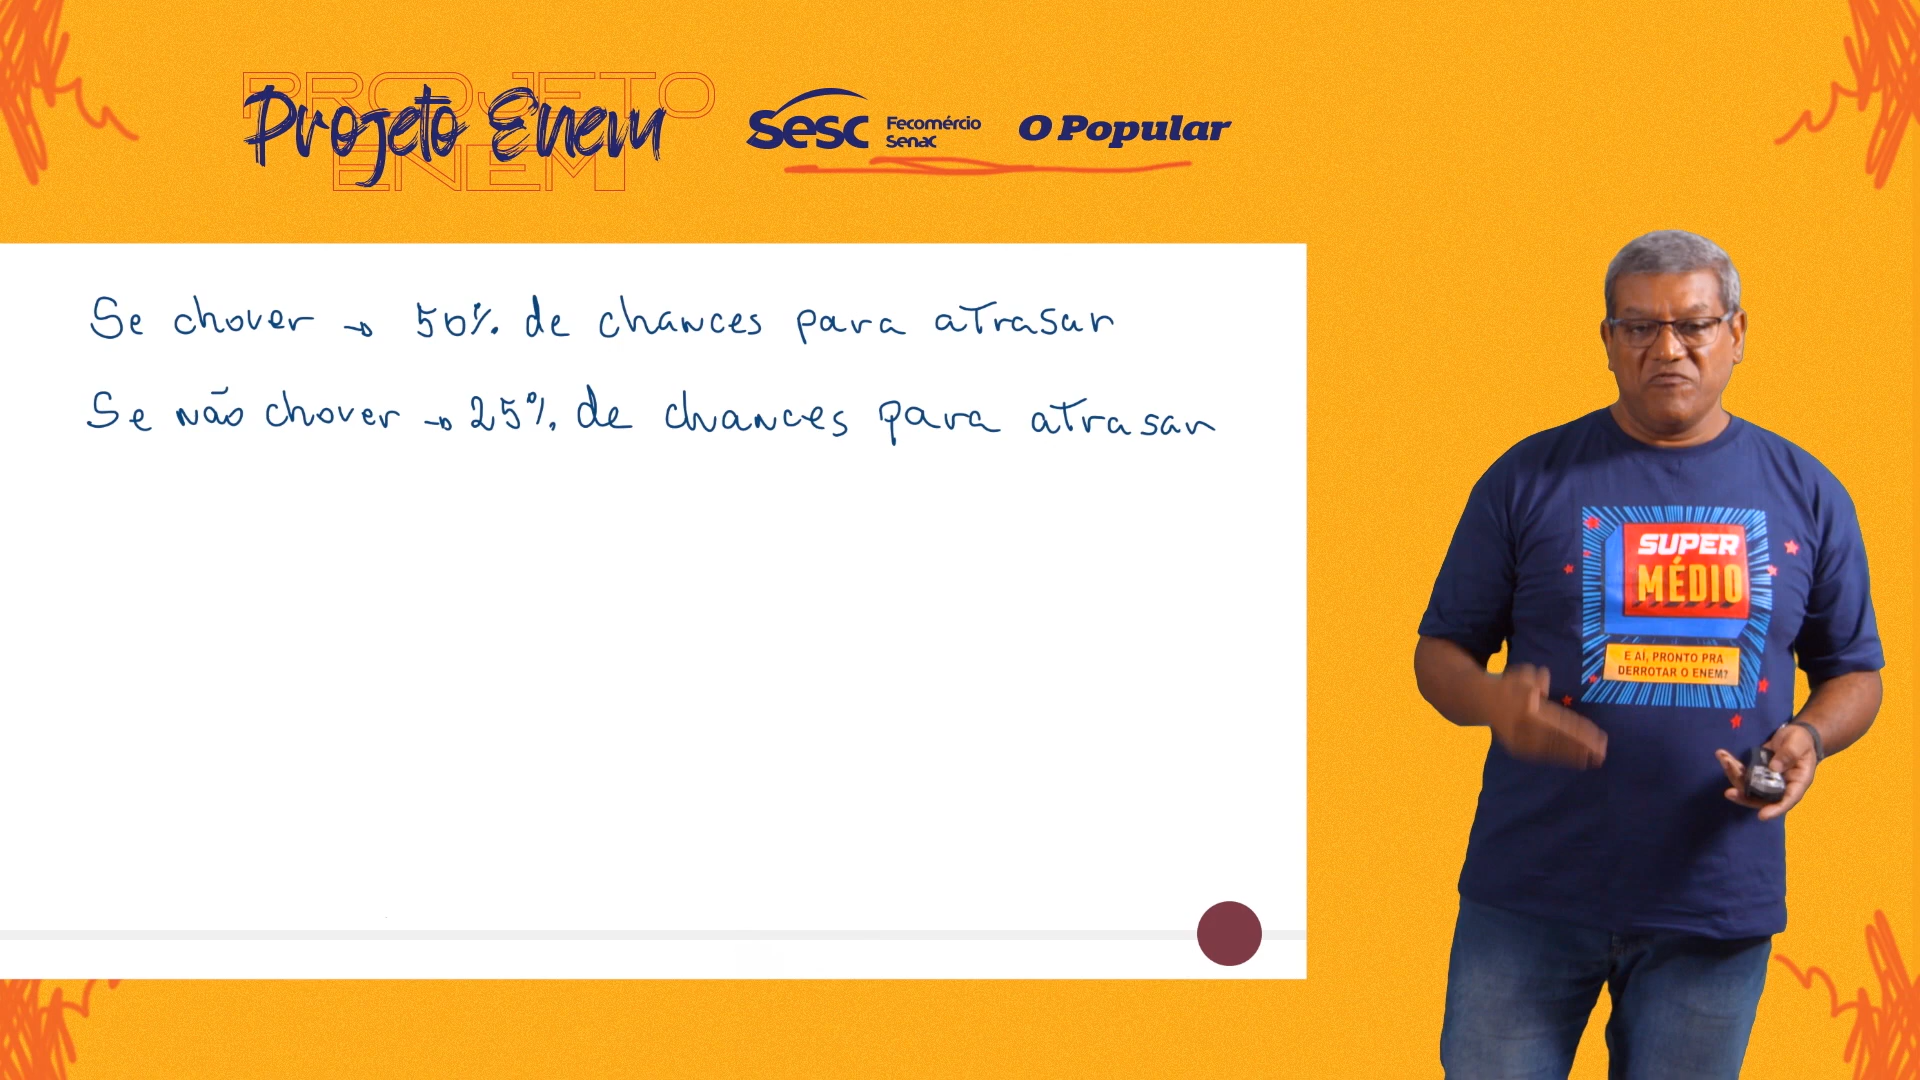 PROJETO
ENEM
Projeto Enem
Sesc
Fecomércio
Senac
O Popular
Se chover → 50% de chances para atrasar
Se não chover → 25% de chances para atrasar
SUPER
MÉDIO
E AÍ, PRONTO PRA
DERROTAR O ENEM?